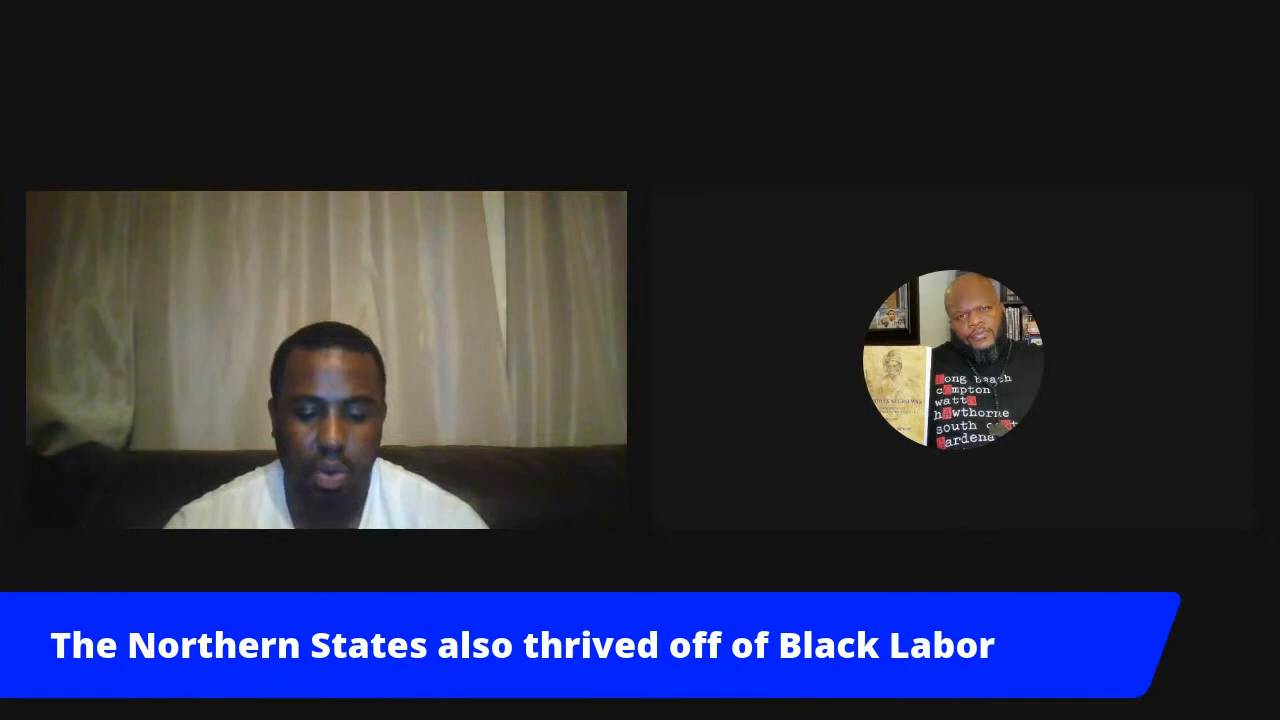 long beach
compton
watts
hawthorne
south
gardena
The Northern States also thrived off of Black Labor